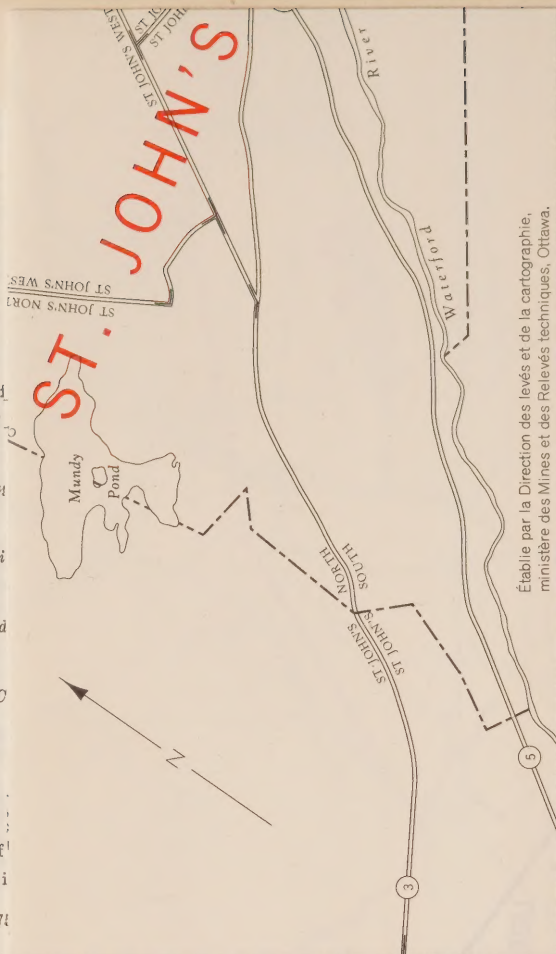 ST. JOHN'S
ST JOHN'S WEST
ST JOHN'S WEST
ST JOHN'S NORT
Mundy
Pond
River
Waterford
NORTH
SOUTH
ST. JOHN'S
ST JOHN'S
N
3
5
Établie par la Direction des levés et de la cartographie,
ministère des Mines et des Relevés techniques, Ottawa.